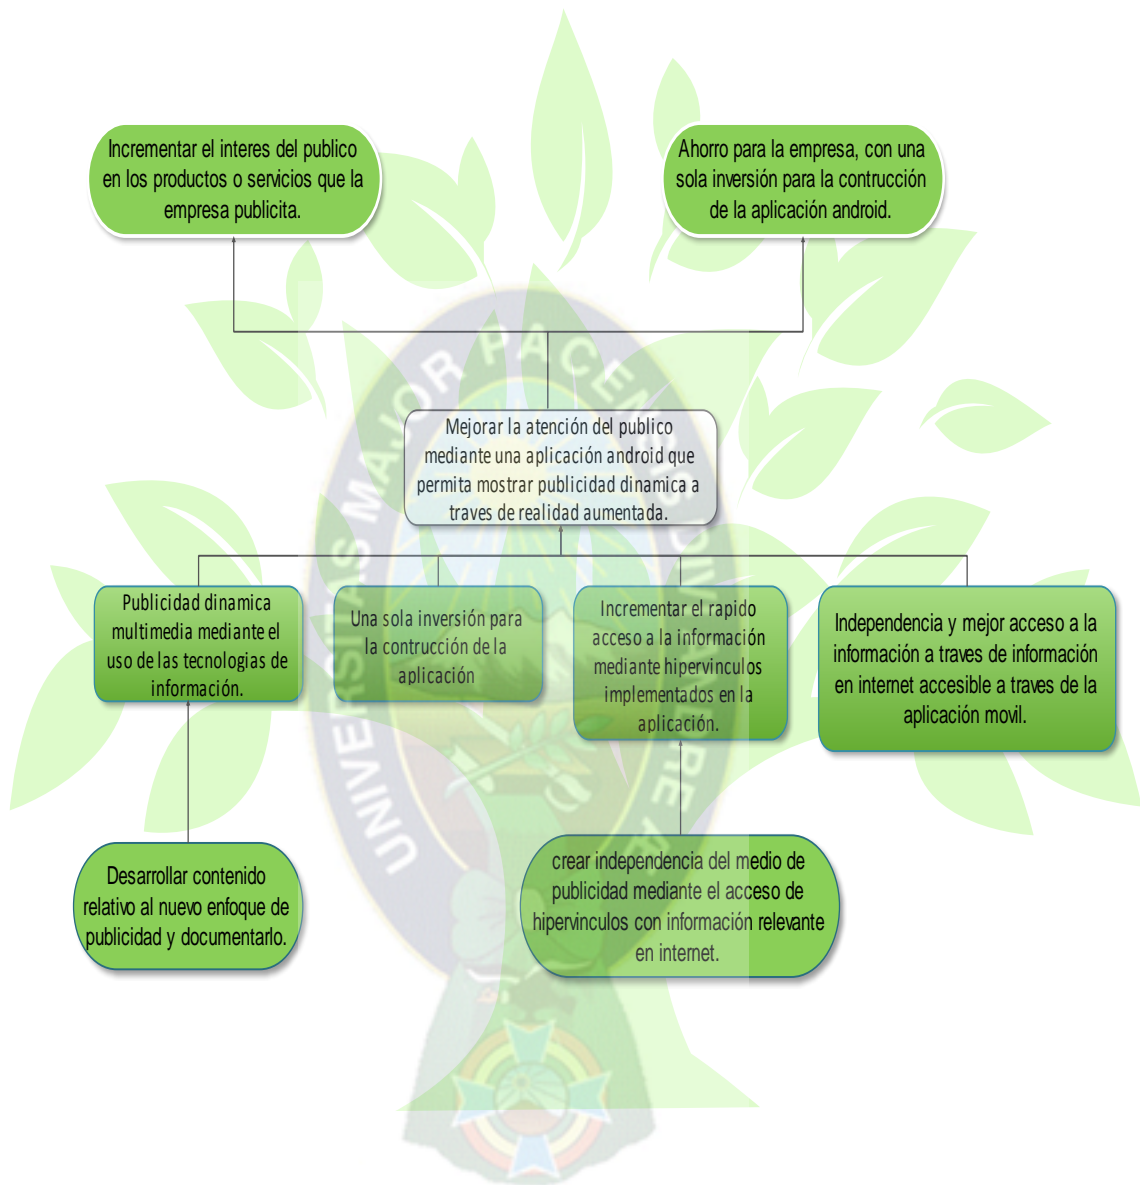 Incrementar el interes del publico
en los productos o servicios que la
empresa publicita.
Ahorro para la empresa, con una
sola inversión para la contrucción
de la aplicación android.
UNIVERSITAS MAJOR PACENSIS DIVI ANDRE Æ
Mejorar la atención del publico
mediante una aplicación android que
permita mostrar publicidad dinamica a
traves de realidad aumentada.
Publicidad dinamica
multimedia mediante el
uso de las tecnologias de
información.
Una sola inversión para
la contrucción de la
aplicación
Incrementar el rapido
acceso a la información
mediante hipervinculos
implementados en la
aplicación.
Independencia y mejor acceso a la
información a traves de información
en internet accesible a traves de la
aplicación movil.
Desarrollar contenido
relativo al nuevo enfoque de
publicidad y documentarlo.
crear independencia del medio de
publicidad mediante el acceso de
hipervinculos con información relevante
en internet.